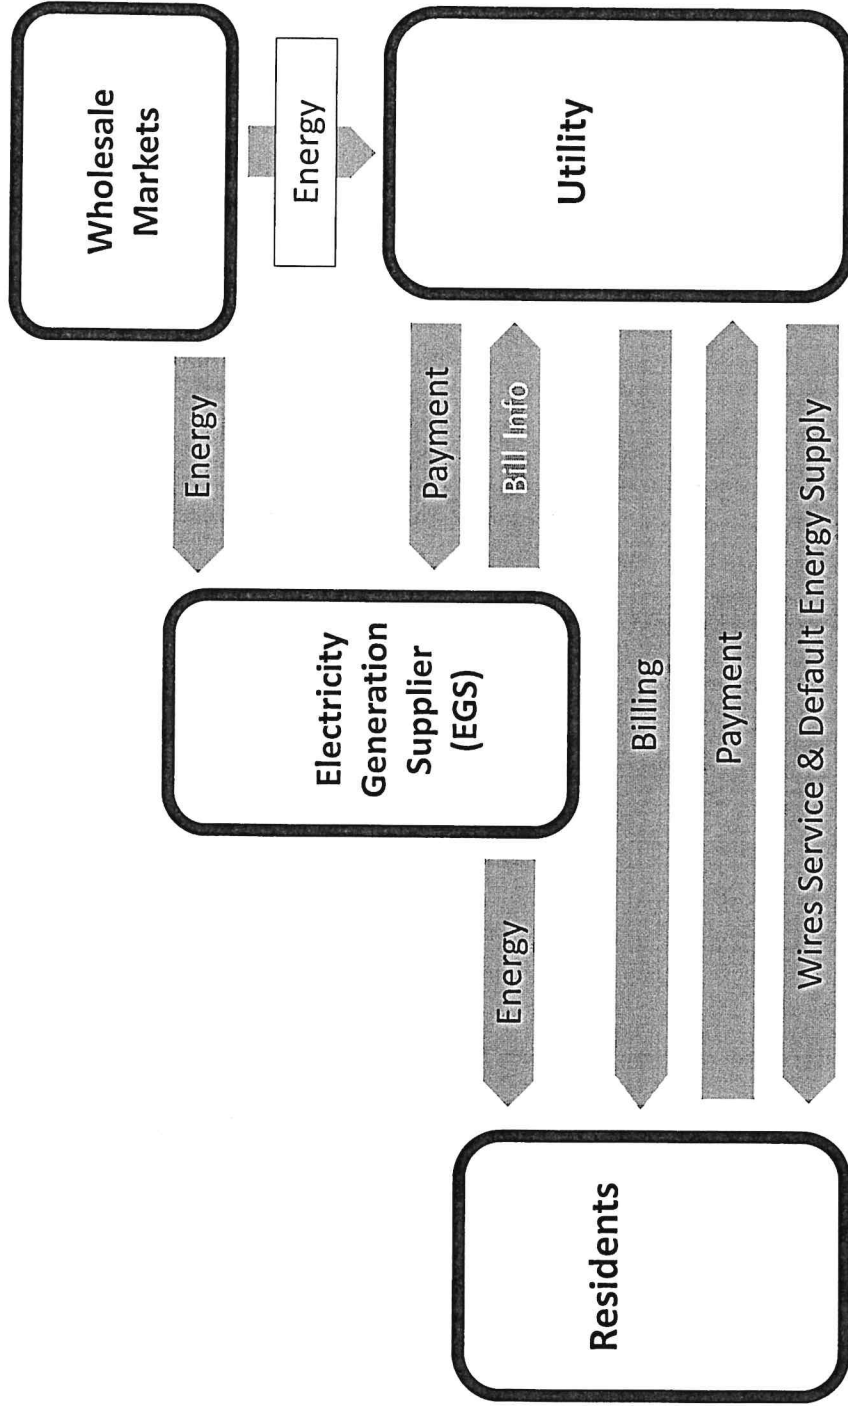 Wholesale
Markets
Energy
Energy
Electricity
Generation
Supplier
(EGS)
Payment
Bill Info
Energy
Residents
Utility
Billing
Payment
Wires Service & Default Energy Supply